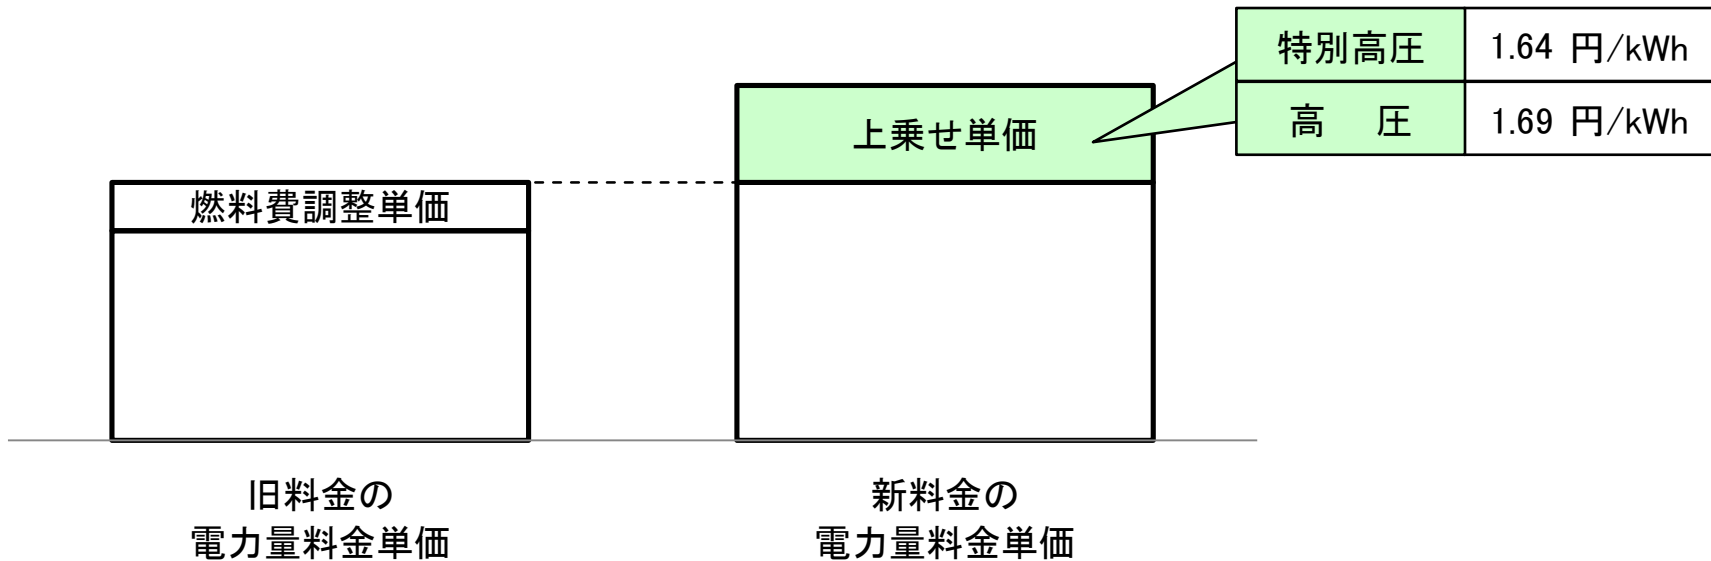 特別高圧 1.64 円/kWh
高 圧 1.69 円/kWh
上乗せ単価
燃料費調整単価
旧料金の
電力量料金単価
新料金の
電力量料金単価